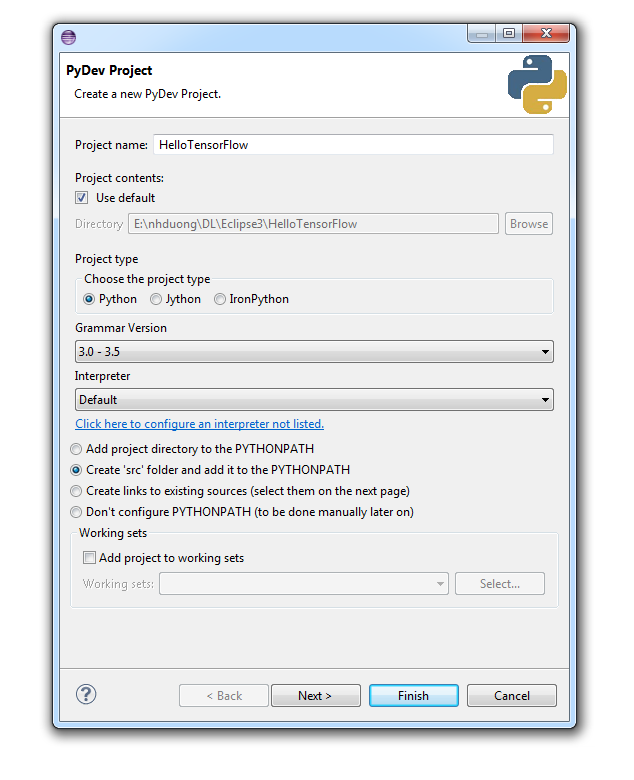 PyDev Project
Create a new PyDev Project.
Project name: HelloTensorFlow
Project contents:
Use default
Directory E:\nhduong\DL\Eclipse3\HelloTensorFlow Browse
Project type
Choose the project type
Python Jython IronPython
Grammar Version
3.0 - 3.5
Interpreter
Default
Click here to configure an interpreter not listed.
Add project directory to the PYTHONPATH
Create 'src' folder and add it to the PYTHONPATH
Create links to existing sources (select them on the next page)
Don't configure PYTHONPATH (to be done manually later on)
Working sets
Add project to working sets
Working sets: Select...
? < Back Next > Finish Cancel